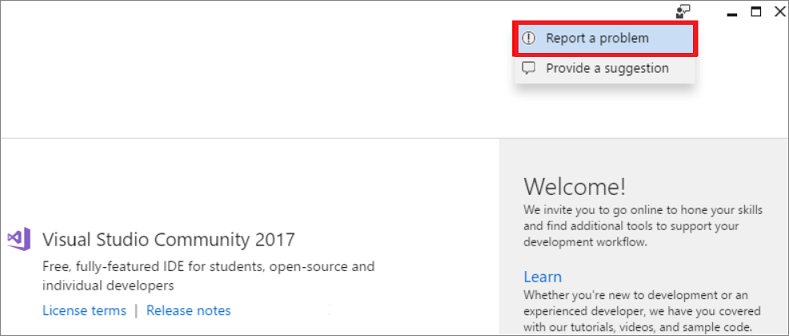 Report a problem
Provide a suggestion
Welcome!
We invite you to go online to hone your skills
and find additional tools to support your
development workflow.
Learn
Whether you're new to development or an
experienced developer, we have you covered
with our tutorials, videos, and sample code.
Visual Studio Community 2017
Free, fully-featured IDE for students, open-source and
individual developers
License terms | Release notes